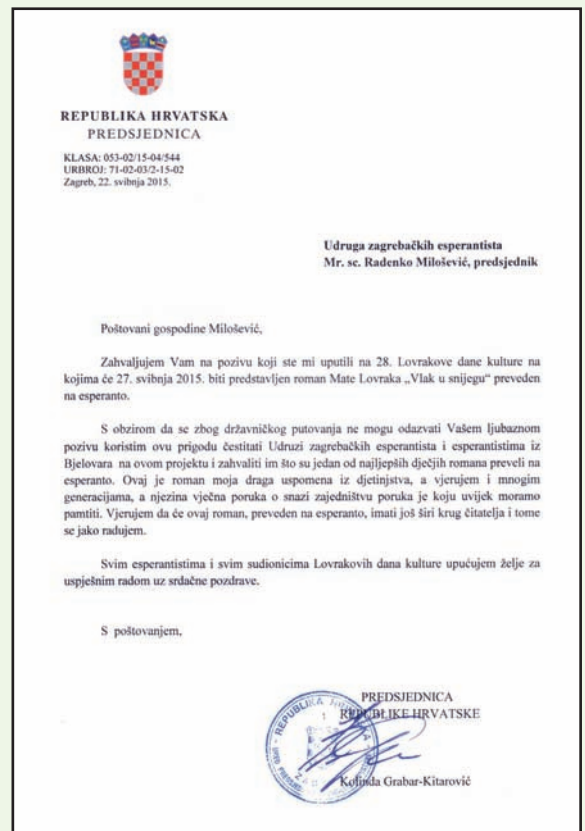 REPUBLIKA HRVATSKA
PREDSJEDNICA
KLASA: 053-02/15-04/544
URBROJ: 71-02-03/2-15-02
Zagreb, 22. svibnja 2015.
Udruga zagrebačkih esperantista
Mr. sc. Radenko Milošević, predsjednik
Poštovani gospodine Milošević,
Zahvaljujem Vam na pozivu koji ste mi uputili na 28. Lovrakove dane kulture na
kojima će 27. svibnja 2015. biti predstavljen roman Mate Lovraka „Vlak u snijegu“ preveden
na esperanto.
S obzirom da se zbog državničkog putovanja ne mogu odazvati Vašem ljubaznom
pozivu koristim ovu prigodu čestitati Udruzi zagrebačkih esperantista i esperantistima iz
Bjelovara na ovom projektu i zahvaliti im što su jedan od najljepših dječjih romana preveli na
esperanto. Ovaj je roman moja draga uspomena iz djetinjstva, a vjerujem i mnogim
generacijama, a njezina vječna poruka o snazi zajedništvu poruka je koju uvijek moramo
pamtiti. Vjerujem da će ovaj roman, preveden na esperanto, imati još širi krug čitatelja i tome
se jako radujem.
Svim esperantistima i svim sudionicima Lovrakovih dana kulture upućujem želje za
uspješnim radom uz srdačne pozdrave.
S poštovanjem,
PREDSJEDNICA
REPUBLIKE HRVATSKE
REPUBLIKA
Kolinda Grabar-Kitarović